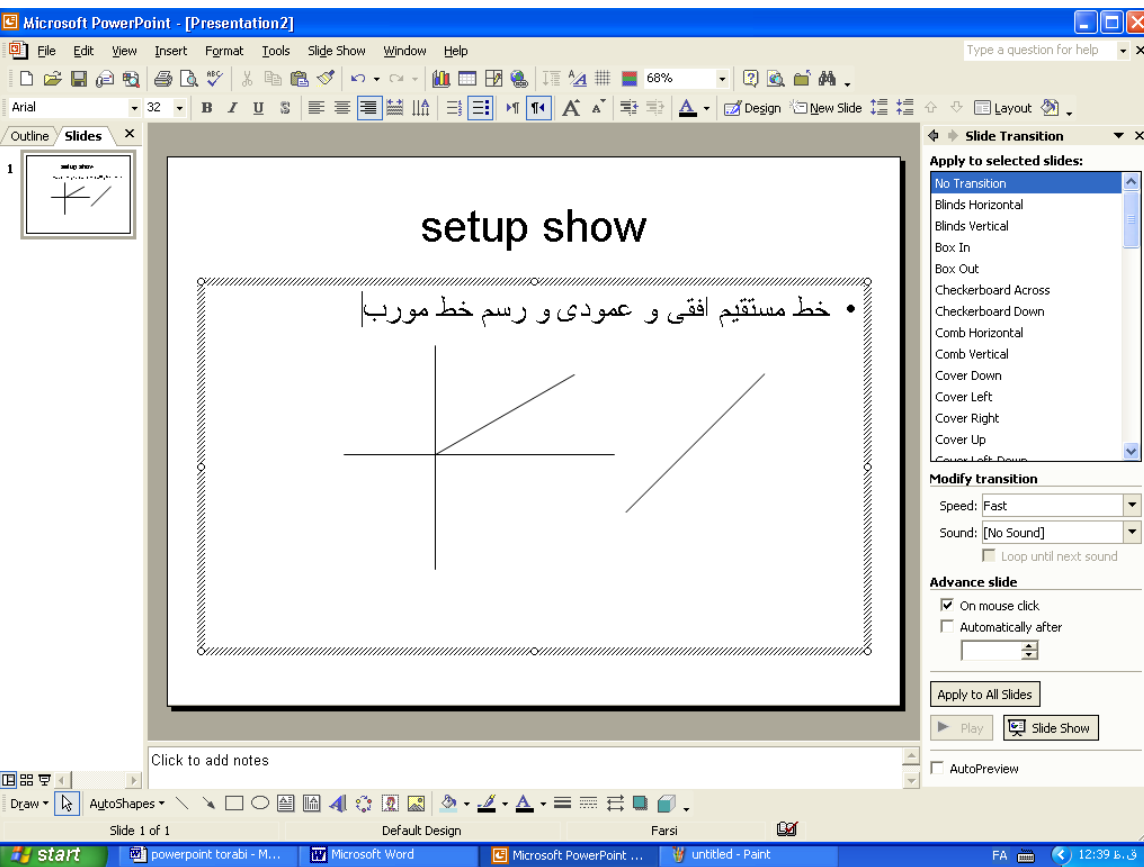 Microsoft PowerPoint - [Presentation2]
File Edit View Insert Format Tools Slide Show Window Help Type a question for help
68%
Arial 32 B I U S Design New Slide Layout
Outline Slides
Slide Transition
1
setup show
Apply to selected slides:
No Transition
Blinds Horizontal
Blinds Vertical
Box In
Box Out
Checkerboard Across
Checkerboard Down
Comb Horizontal
Comb Vertical
Cover Down
Cover Left
Cover Right
Cover Up
Cover Left-Down
setup show
• خط مستقیم افقی و عمودی و رسم خط مورب
Modify transition
Speed: Fast
Sound: [No Sound]
Loop until next sound
Advance slide
On mouse click
Automatically after
Apply to All Slides
Play Slide Show
AutoPreview
Click to add notes
Draw AutoShapes
Slide 1 of 1 Default Design Farsi
start powerpoint torabi - M... Microsoft Word Microsoft PowerPoint ... untitled - Paint FA 12:39 ق.ظ